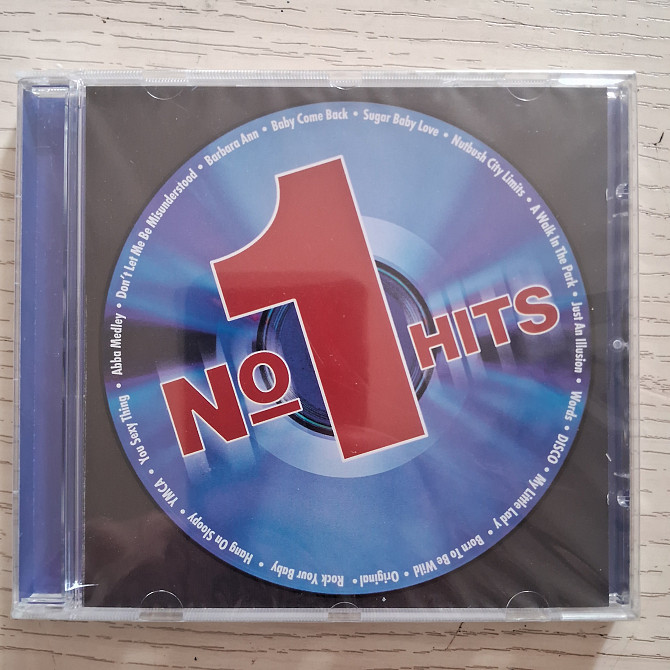 No 1 HITS
Baby Come Back • Sugar Baby Love • Nutbush City Limits • A Walk In The Park • Just An Illusion • Words • DISCO • My Little Lady • Born To Be Wild • Original • Rock Your Baby • Hang On Sloopy • YMCA • You Sexy Thing • Abba Medley • Don't Let Me Be Misunderstood • Barbara Ann •